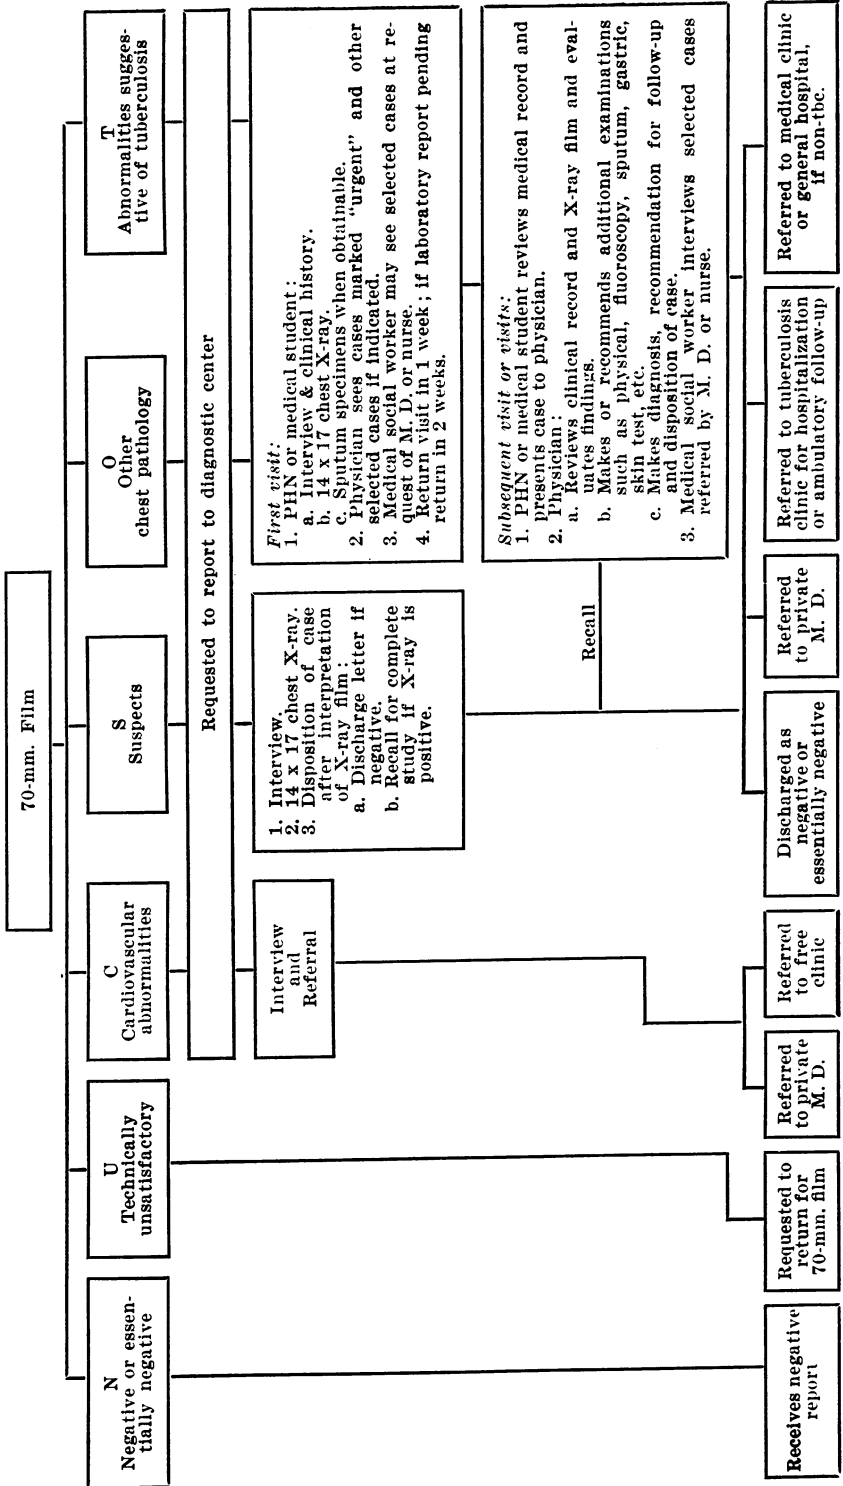 70-mm. Film
N
Negative or essen-
tially negative
U
Technically
unsatisfactory
C
Cardiovascular
abnormalities
S
Suspects
O
Other
chest pathology
T
Abnormalities sugges-
tive of tuberculosis
Requested to report to diagnostic center
Interview
and
Referral
1. Interview.
2. 14 x 17 chest X-ray.
3. Disposition of case
after interpretation
of X-ray film:
a. Discharge letter if
negative.
b. Recall for complete
study if X-ray is
positive.
First visit:
1. PHN or medical student:
a. Interview & clinical history.
b. 14 x 17 chest X-ray.
c. Sputum specimens when obtainable.
2. Physician sees cases marked "urgent" and other
selected cases if indicated.
3. Medical social worker may see selected cases at re-
quest of M. D. or nurse.
4. Return visit in 1 week; if laboratory report pending
return in 2 weeks.
Recall
Subsequent visit or visits:
1. PHN or medical student reviews medical record and
presents case to physician.
2. Physician:
a. Reviews clinical record and X-ray film and eval-
uates findings.
b. Makes or recommends additional examinations
such as physical, fluoroscopy, sputum, gastric,
skin test, etc.
c. Makes diagnosis, recommendation for follow-up
and disposition of case.
3. Medical social worker interviews selected cases
referred by M. D. or nurse.
Receives negative
report
Requested to
return for
70-mm. film
Referred
to private
M. D.
Referred
to free
clinic
Discharged as
negative or
essentially negative
Referred
to private
M. D.
Referred to tuberculosis
clinic for hospitalization
or ambulatory follow-up
Referred to medical clinic
or general hospital,
if non-tbc.